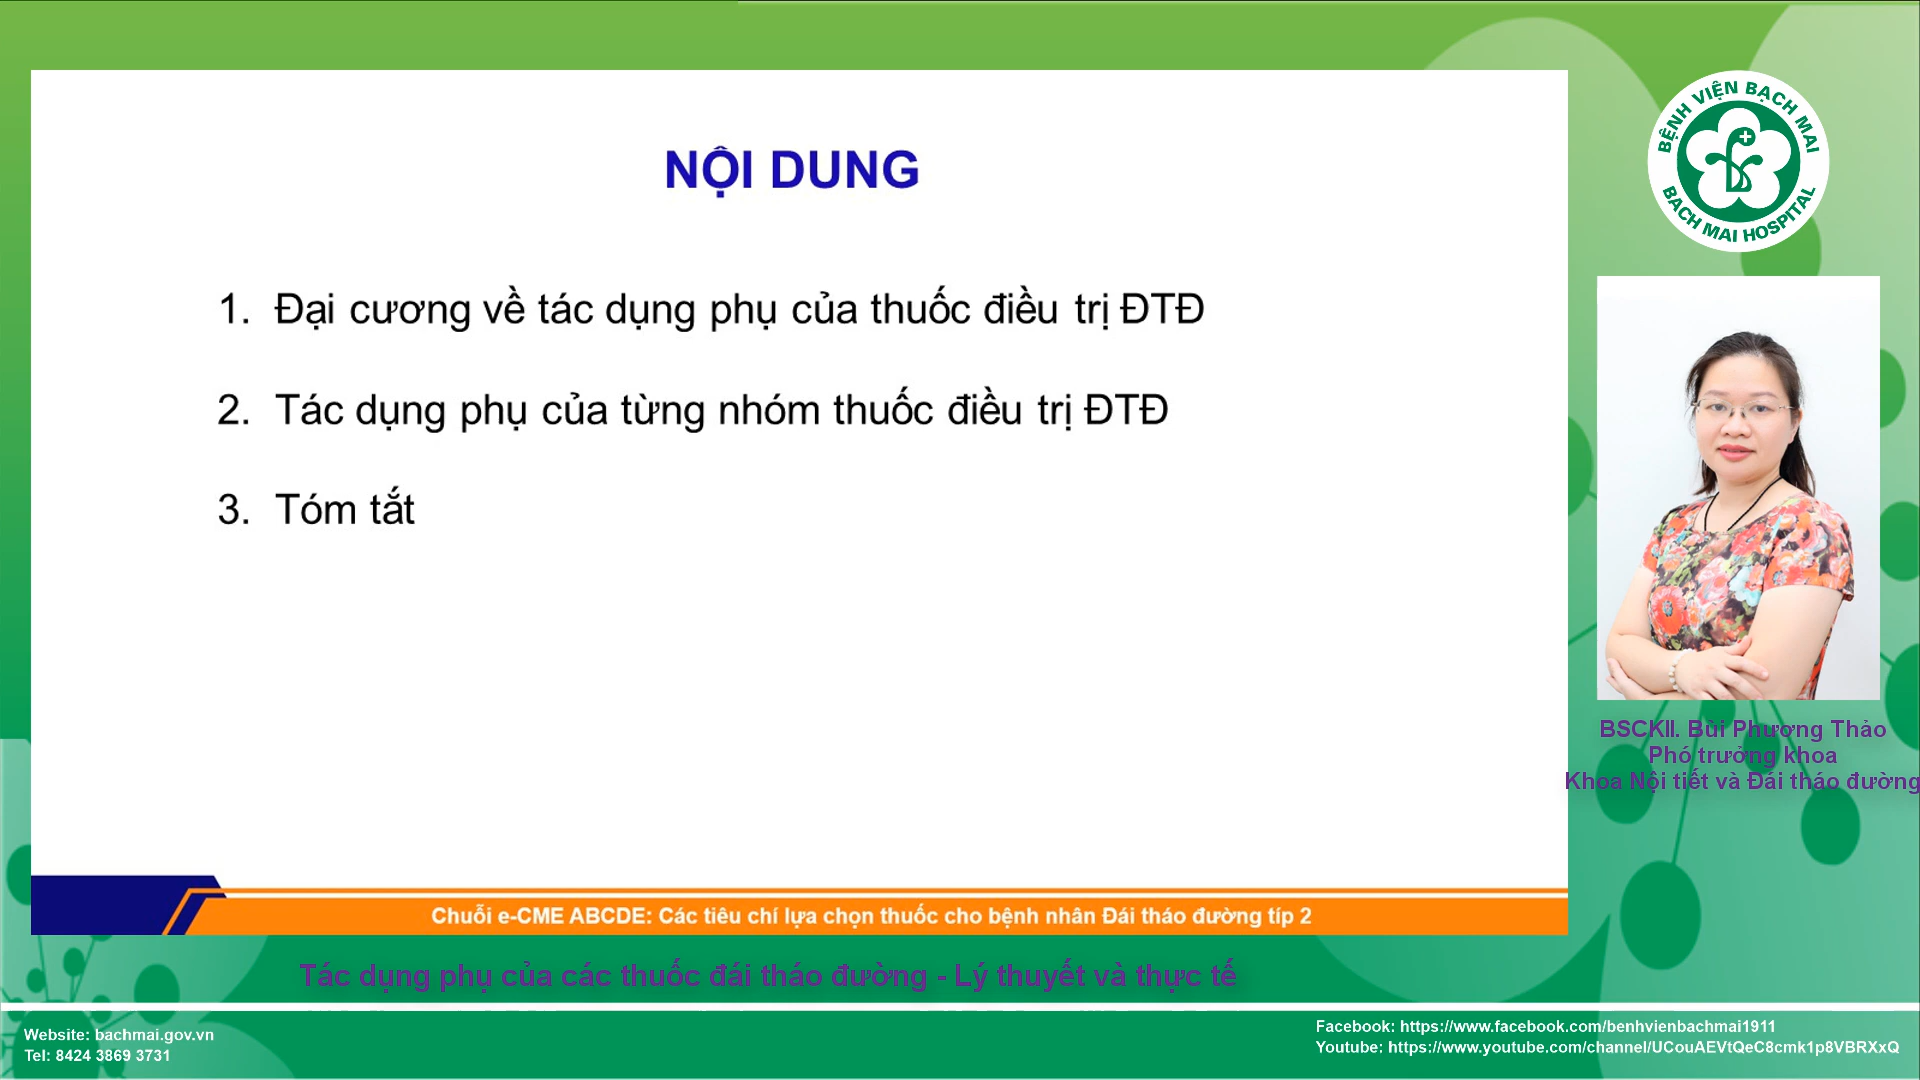 BỆNH VIỆN BẠCH MAI
BACH MAI HOSPITAL
NỘI DUNG
1. Đại cương về tác dụng phụ của thuốc điều trị ĐTĐ
2. Tác dụng phụ của từng nhóm thuốc điều trị ĐTĐ
3. Tóm tắt
BSCKII. Bùi Phương Thảo
Phó trưởng khoa
Khoa Nội tiết và Đái tháo đường
Chuỗi e-CME ABCDE: Các tiêu chí lựa chọn thuốc cho bệnh nhân Đái tháo đường típ 2
Tác dụng phụ của các thuốc đái tháo đường - Lý thuyết và thực tế
Website: bachmai.gov.vn
Tel: 8424 3869 3731
Facebook: https://www.facebook.com/benhvienbachmai1911
Youtube: https://www.youtube.com/channel/UCouAEVtQeC8cmk1p8VBRXxQ